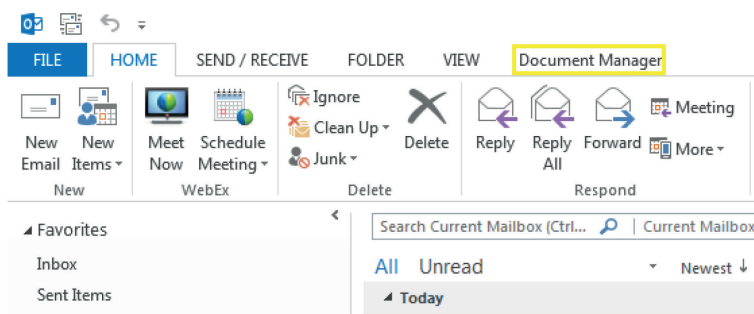 FILE HOME SEND / RECEIVE FOLDER VIEW Document Manager
New Email
New Items
Meet Now
Schedule Meeting
Ignore
Clean Up
Junk
Delete
Reply
Reply All
Forward
Meeting
More
New WebEx Delete Respond
Favorites
Inbox
Sent Items
Search Current Mailbox (Ctrl... Current Mailbox
All Unread Newest
Today